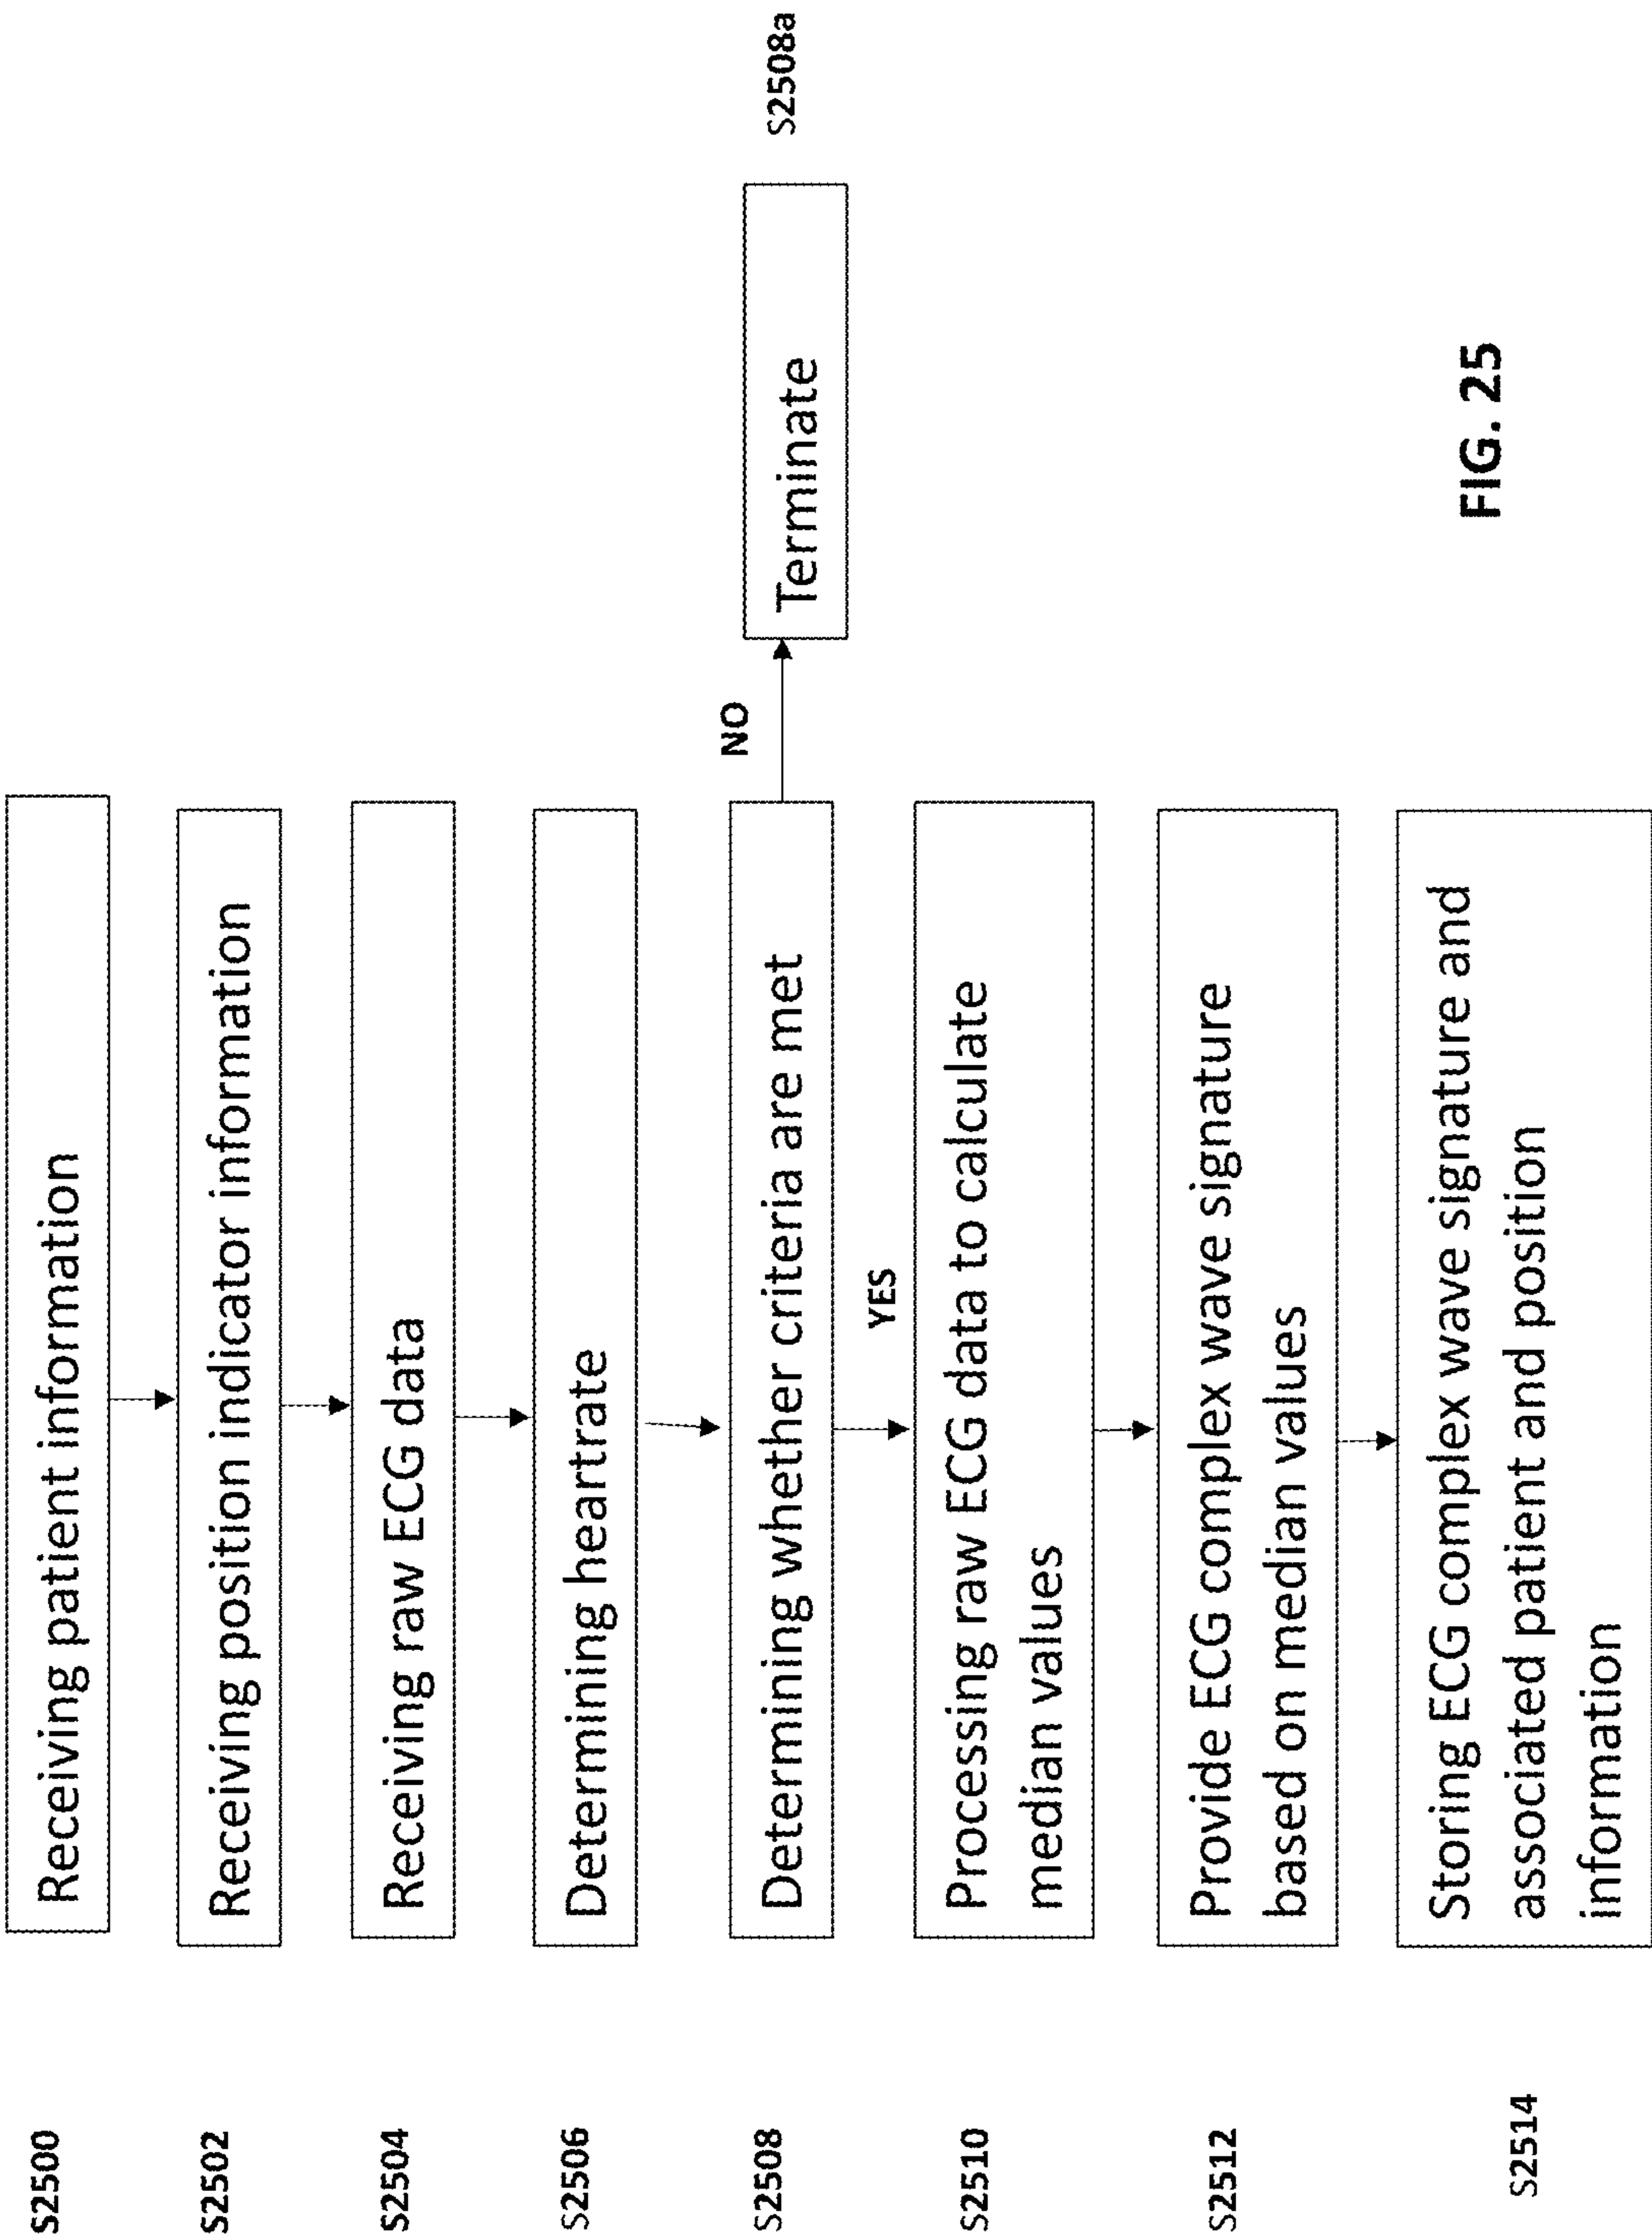 S2500
Receiving patient information
S2502
Receiving position indicator information
S2504
Receiving raw ECG data
S2506
Determining heartrate
S2508
Determining whether criteria are met
NO
Terminate
S2508a
YES
S2510
Processing raw ECG data to calculate
median values
S2512
Provide ECG complex wave signature
based on median values
S2514
Storing ECG complex wave signature and
associated patient and position
information
FIG. 25